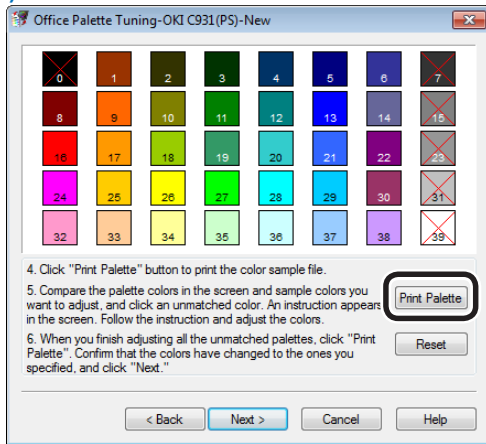 Office Palette Tuning-OKI C931(PS)-New
0 1 2 3 4 5 6 7
8 9 10 11 12 13 14 15
16 17 18 19 20 21 22 23
24 25 26 27 28 29 30 31
32 33 34 35 36 37 38 39
4. Click "Print Palette" button to print the color sample file.
5. Compare the palette colors in the screen and sample colors you
want to adjust, and click an unmatched color. An instruction appears
in the screen. Follow the instruction and adjust the colors.
Print Palette
6. When you finish adjusting all the unmatched palettes, click "Print
Palette". Confirm that the colors have changed to the ones you
specified, and click "Next."
Reset
< Back Next > Cancel Help